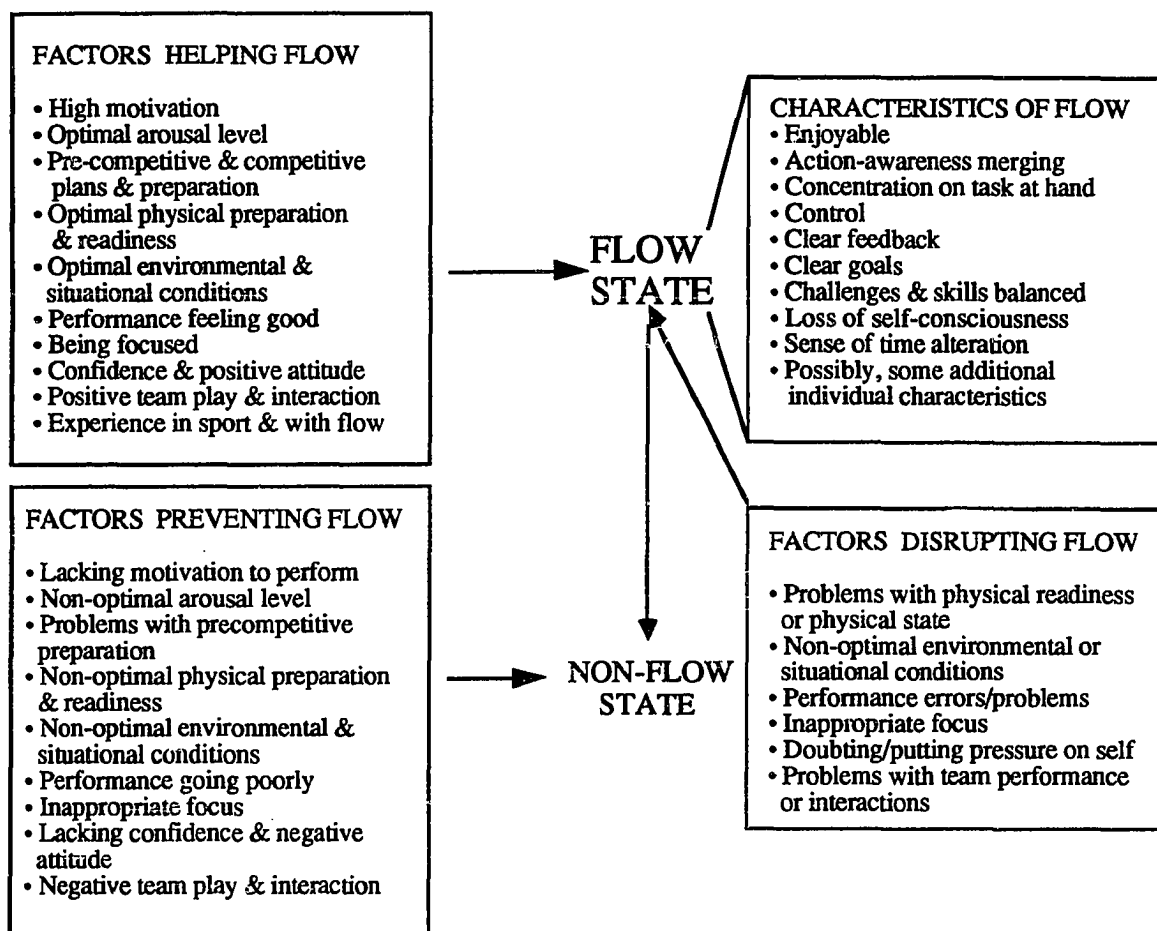 FACTORS HELPING FLOW
• High motivation
• Optimal arousal level
• Pre-competitive & competitive
plans & preparation
• Optimal physical preparation
& readiness
• Optimal environmental &
situational conditions
• Performance feeling good
• Being focused
• Confidence & positive attitude
• Positive team play & interaction
• Experience in sport & with flow
FLOW
STATE
CHARACTERISTICS OF FLOW
• Enjoyable
• Action-awareness merging
• Concentration on task at hand
• Control
• Clear feedback
• Clear goals
• Challenges & skills balanced
• Loss of self-consciousness
• Sense of time alteration
• Possibly, some additional
individual characteristics
FACTORS PREVENTING FLOW
• Lacking motivation to perform
• Non-optimal arousal level
• Problems with precompetitive
preparation
• Non-optimal physical preparation
& readiness
• Non-optimal environmental &
situational conditions
• Performance going poorly
• Inappropriate focus
• Lacking confidence & negative
attitude
• Negative team play & interaction
NON-FLOW
STATE
FACTORS DISRUPTING FLOW
• Problems with physical readiness
or physical state
• Non-optimal environmental or
situational conditions
• Performance errors/problems
• Inappropriate focus
• Doubting/putting pressure on self
• Problems with team performance
or interactions